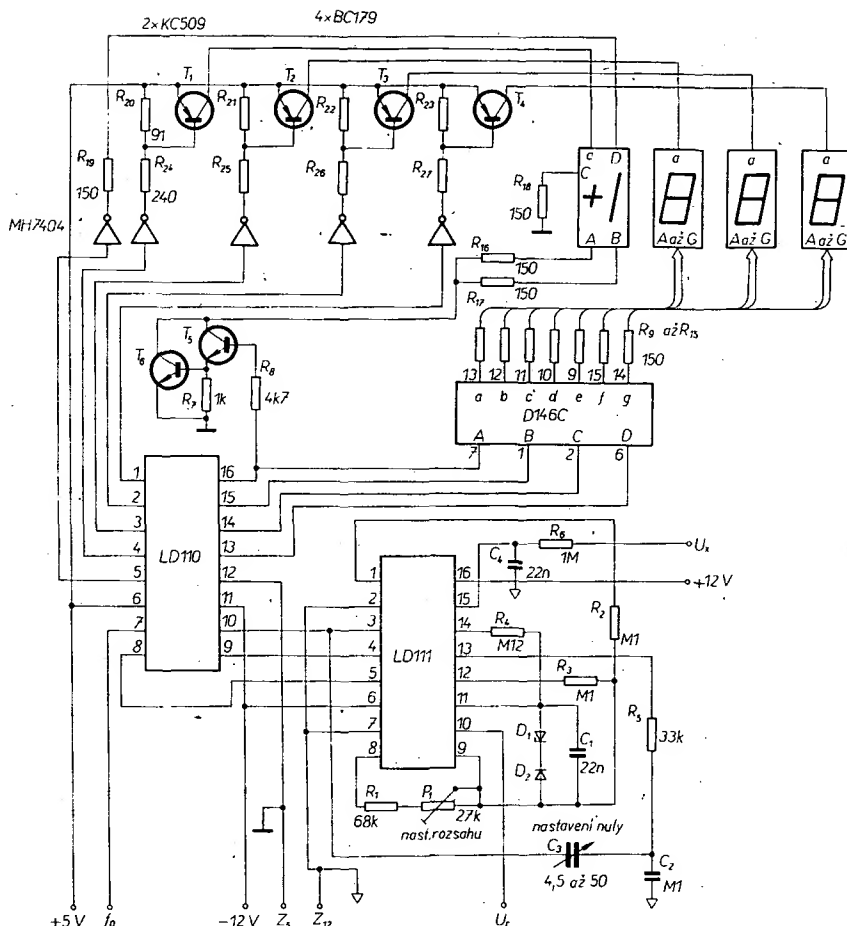 2×KC509
4×BC179
T1
T2
T3
T4
R20
91
R21
R22
R23
R19
150
R24
240
R25
R26
R27
MH7404
c
D
C
+1
A
B
R18
150
a
8
A až G
a
8
A až G
a
8
A až G
R16
150
R17
150
T6
T5
R7
1k
R8
4k7
R9 až R15
150
13 12 11 10 9 15 14
a b c d e f g
D146C
A B C D
7 1 2 6
LD110
1 16
2 15
3 14
4 13
5 12
6 11
7 10
8 9
LD111
1 16
2 15
3 14
4 13
5 12
6 11
7 10
8 9
C4
22n
R6
1M
Ux
+12 V
R4
M12
R2
M1
R3
M1
R5
33k
D1
D2
C1
22n
R1
68k
P1
27k
nast. rozsahu
nastavení nuly
C3
4,5 až 50
C2
M1
+5 V
-12 V
Z5
Z12